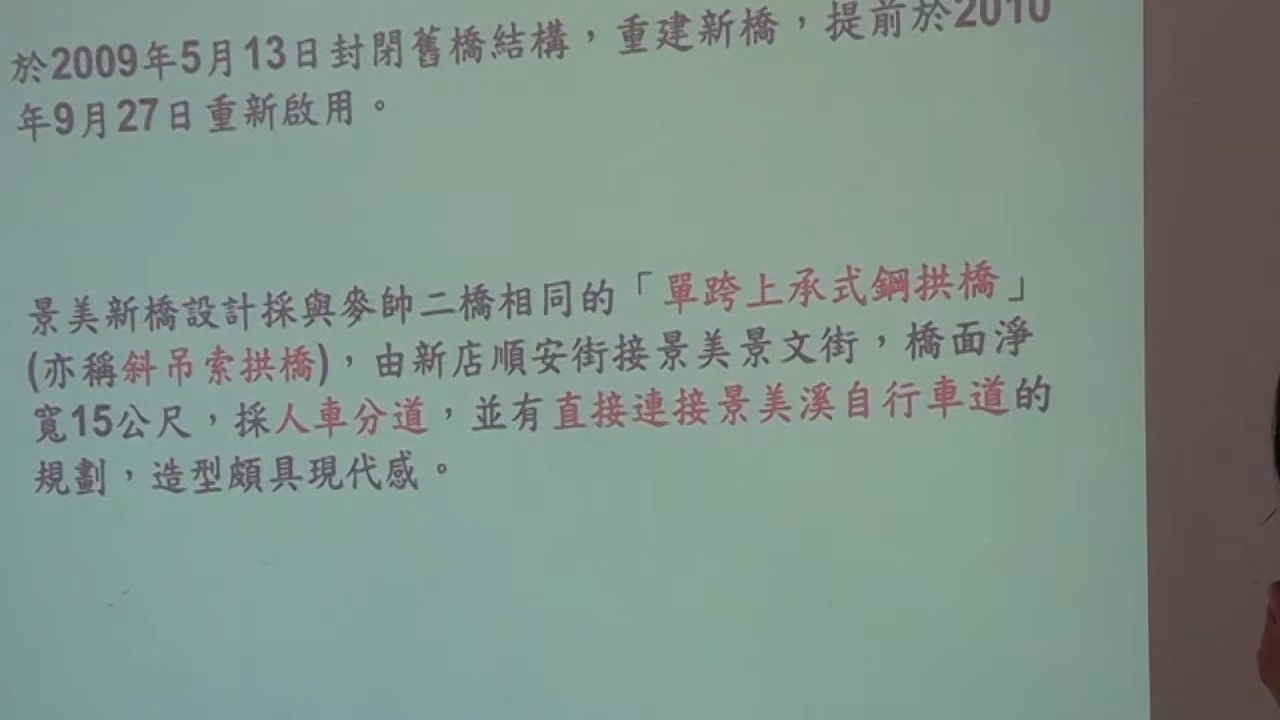 於2009年5月13日封閉舊橋結構，重建新橋，提前於2010
年9月27日重新啟用。
景美新橋設計採與麥帥二橋相同的「單跨上承式鋼拱橋」
(亦稱斜吊索拱橋)，由新店順安街接景美景文街，橋面淨
寬15公尺，採人車分道，並有直接連接景美溪自行車道的
規劃，造型頗具現代感。